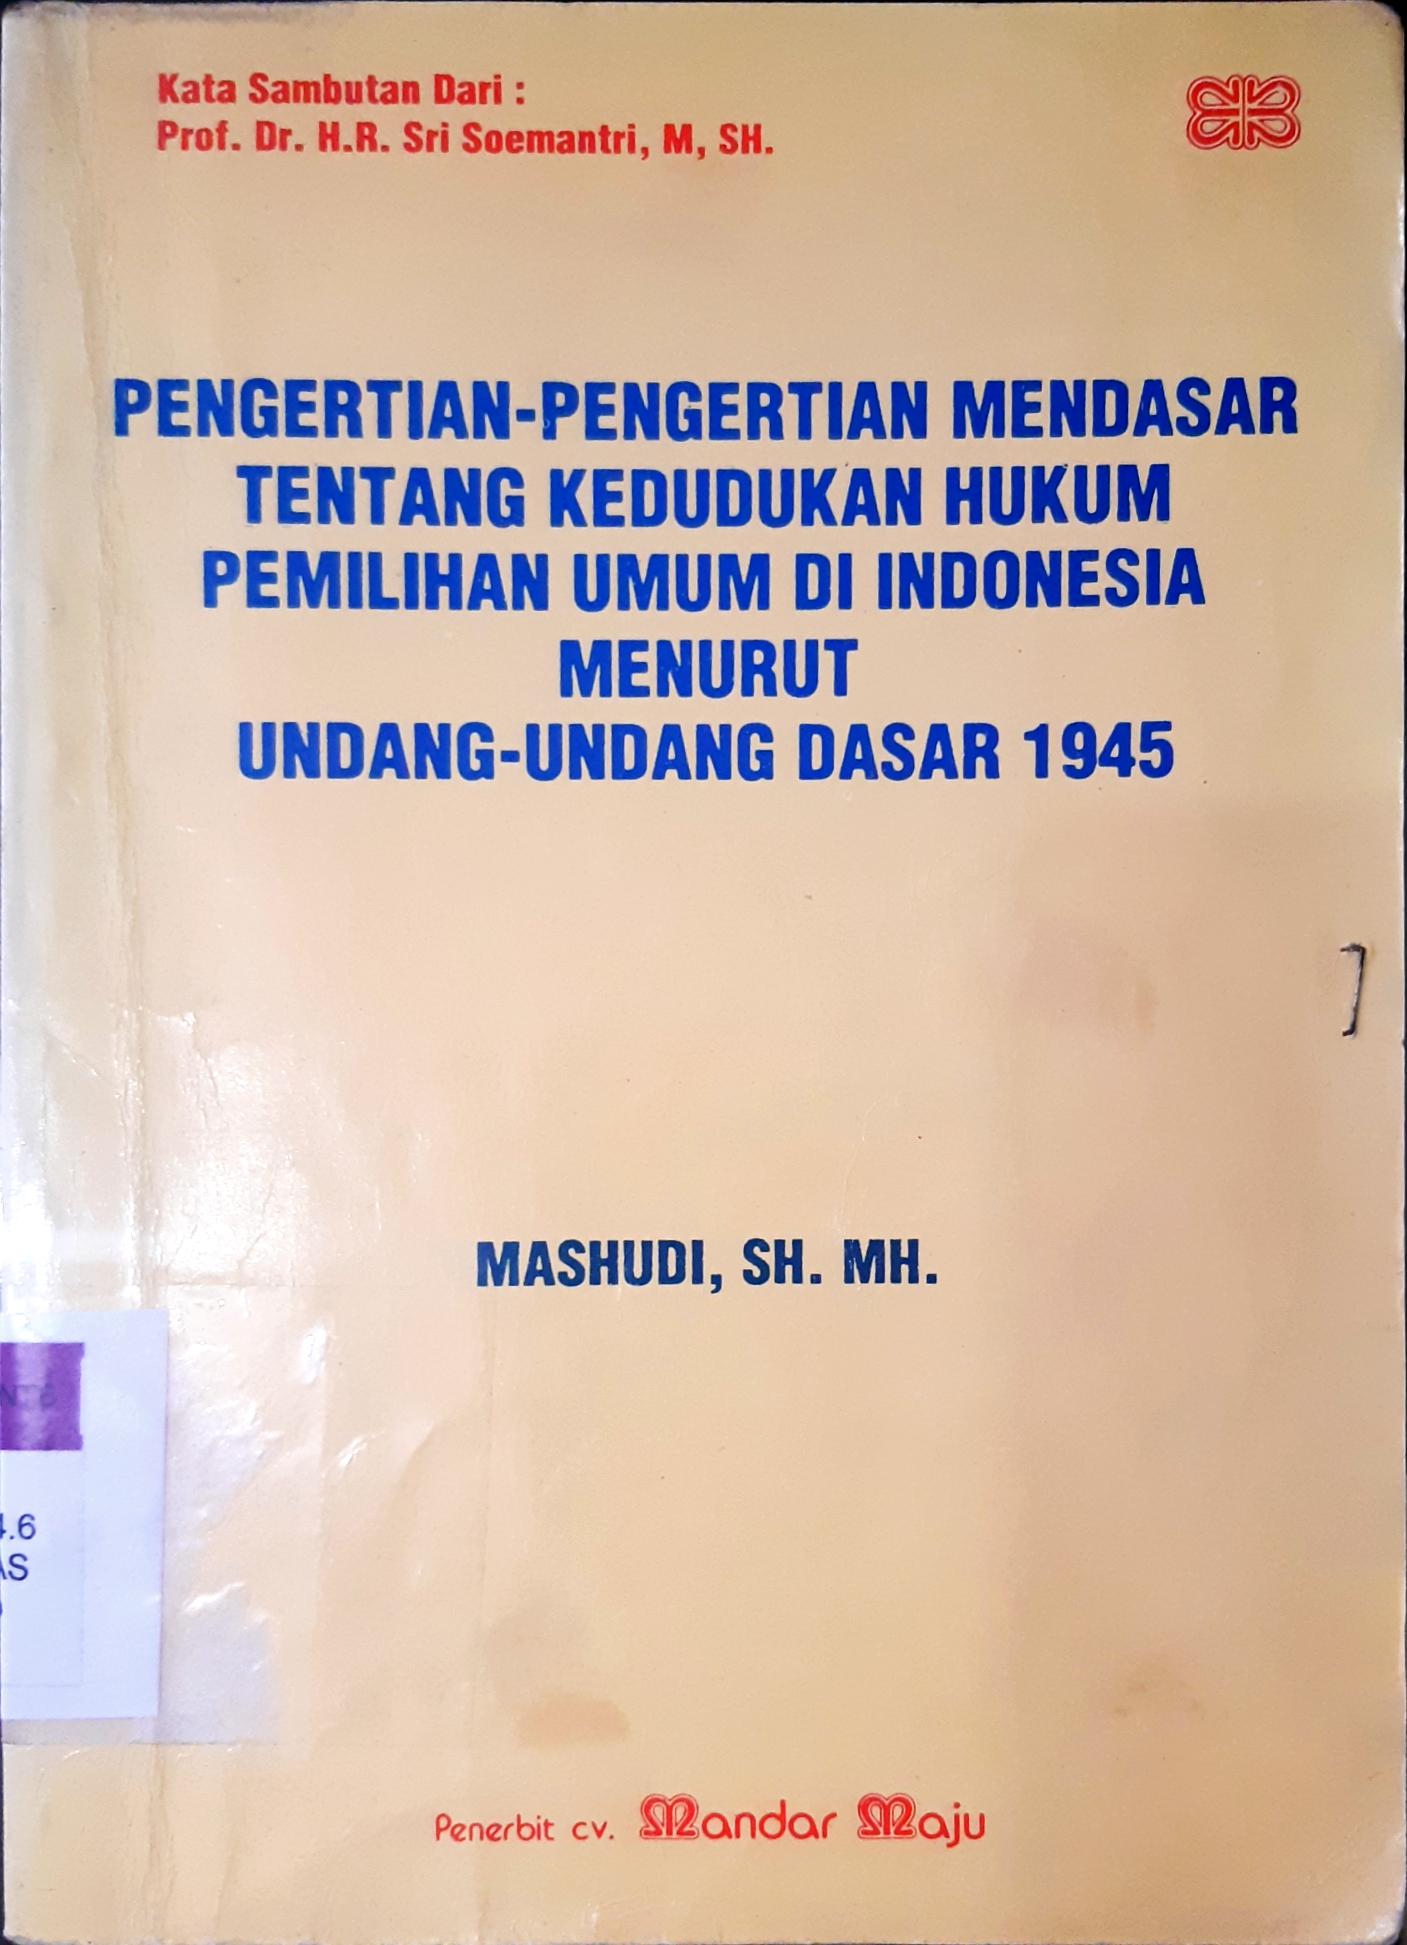 Kata Sambutan Dari :
Prof. Dr. H.R. Sri Soemantri, M, SH.
PENGERTIAN-PENGERTIAN MENDASAR
TENTANG KEDUDUKAN HUKUM
PEMILIHAN UMUM DI INDONESIA
MENURUT
UNDANG-UNDANG DASAR 1945
MASHUDI, SH. MH.
.6
AS
Penerbit cv. Mandar Maju